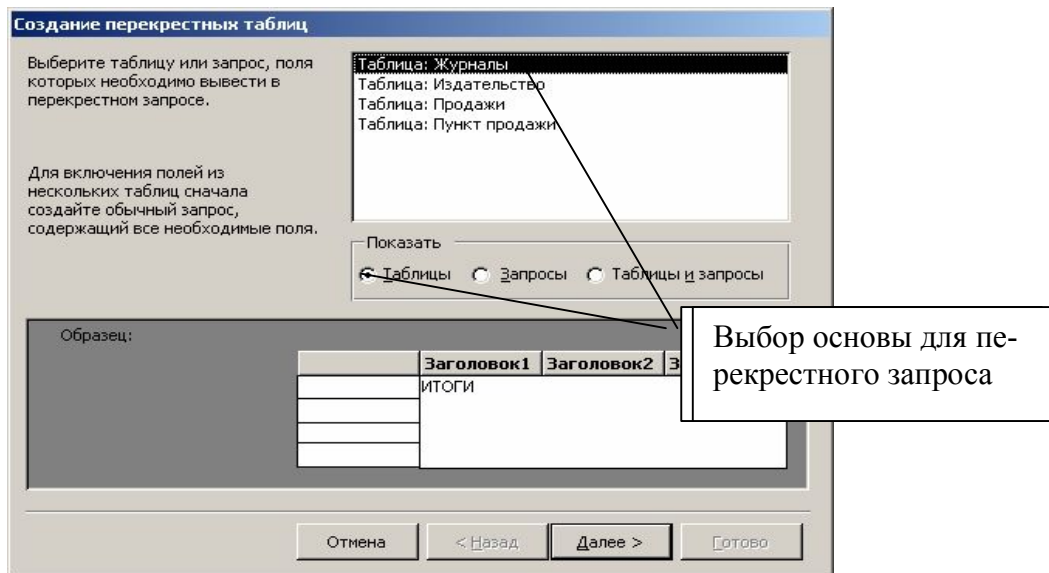 Создание перекрестных таблиц
Выберите таблицу или запрос, поля
которых необходимо вывести в
перекрестном запросе.
Для включения полей из
нескольких таблиц сначала
создайте обычный запрос,
содержащий все необходимые поля.
Таблица: Журналы
Таблица: Издательство
Таблица: Продажи
Таблица: Пункт продажи
Показать
Таблицы
Запросы
Таблицы и запросы
Выбор основы для пе-
рекрестного запроса
Образец:
Заголовок1 Заголовок2 З
ИТОГИ
Отмена
< Назад
Далее >
Готово